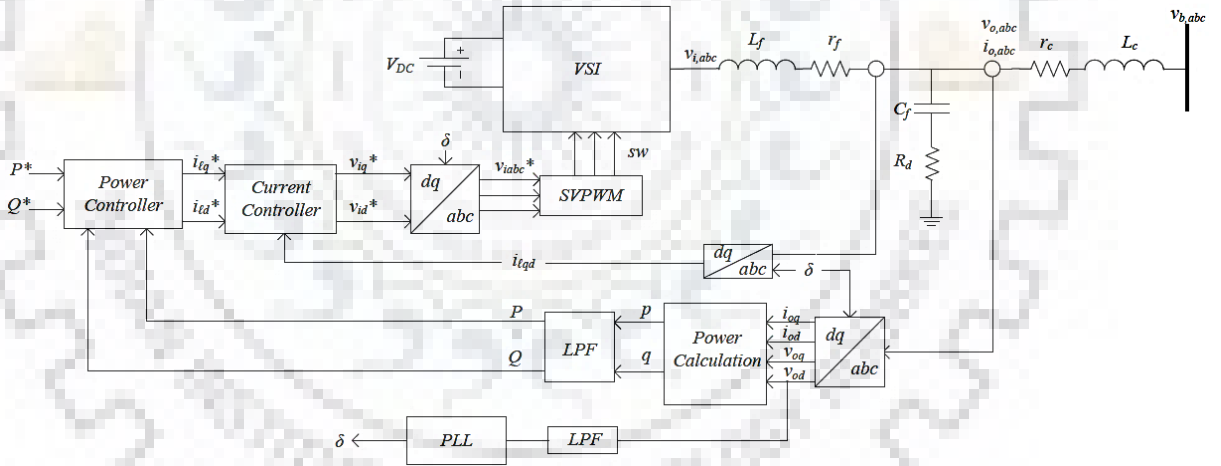 v_b,abc
v_o,abc
i_o,abc
V_DC
VSI
v_i,abc
L_f
r_f
r_c
L_c
C_f
R_d
sw
P*
Q*
Power
Controller
i_ℓq*
i_ℓd*
Current
Controller
v_iq*
v_id*
δ
dq
abc
v_iabc*
SVPWM
i_ℓqd
dq
abc
δ
P
Q
LPF
p
q
Power
Calculation
i_oq
i_od
v_oq
v_od
dq
abc
δ
PLL
LPF